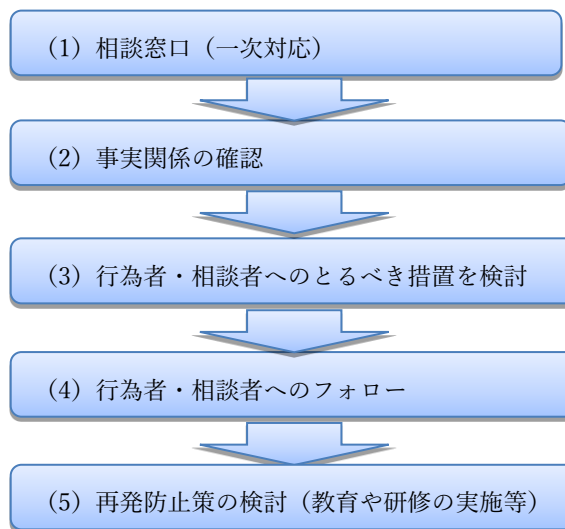 (1) 相談窓口（一次対応）
(2) 事実関係の確認
(3) 行為者・相談者へのとるべき措置を検討
(4) 行為者・相談者へのフォロー
(5) 再発防止策の検討（教育や研修の実施等）